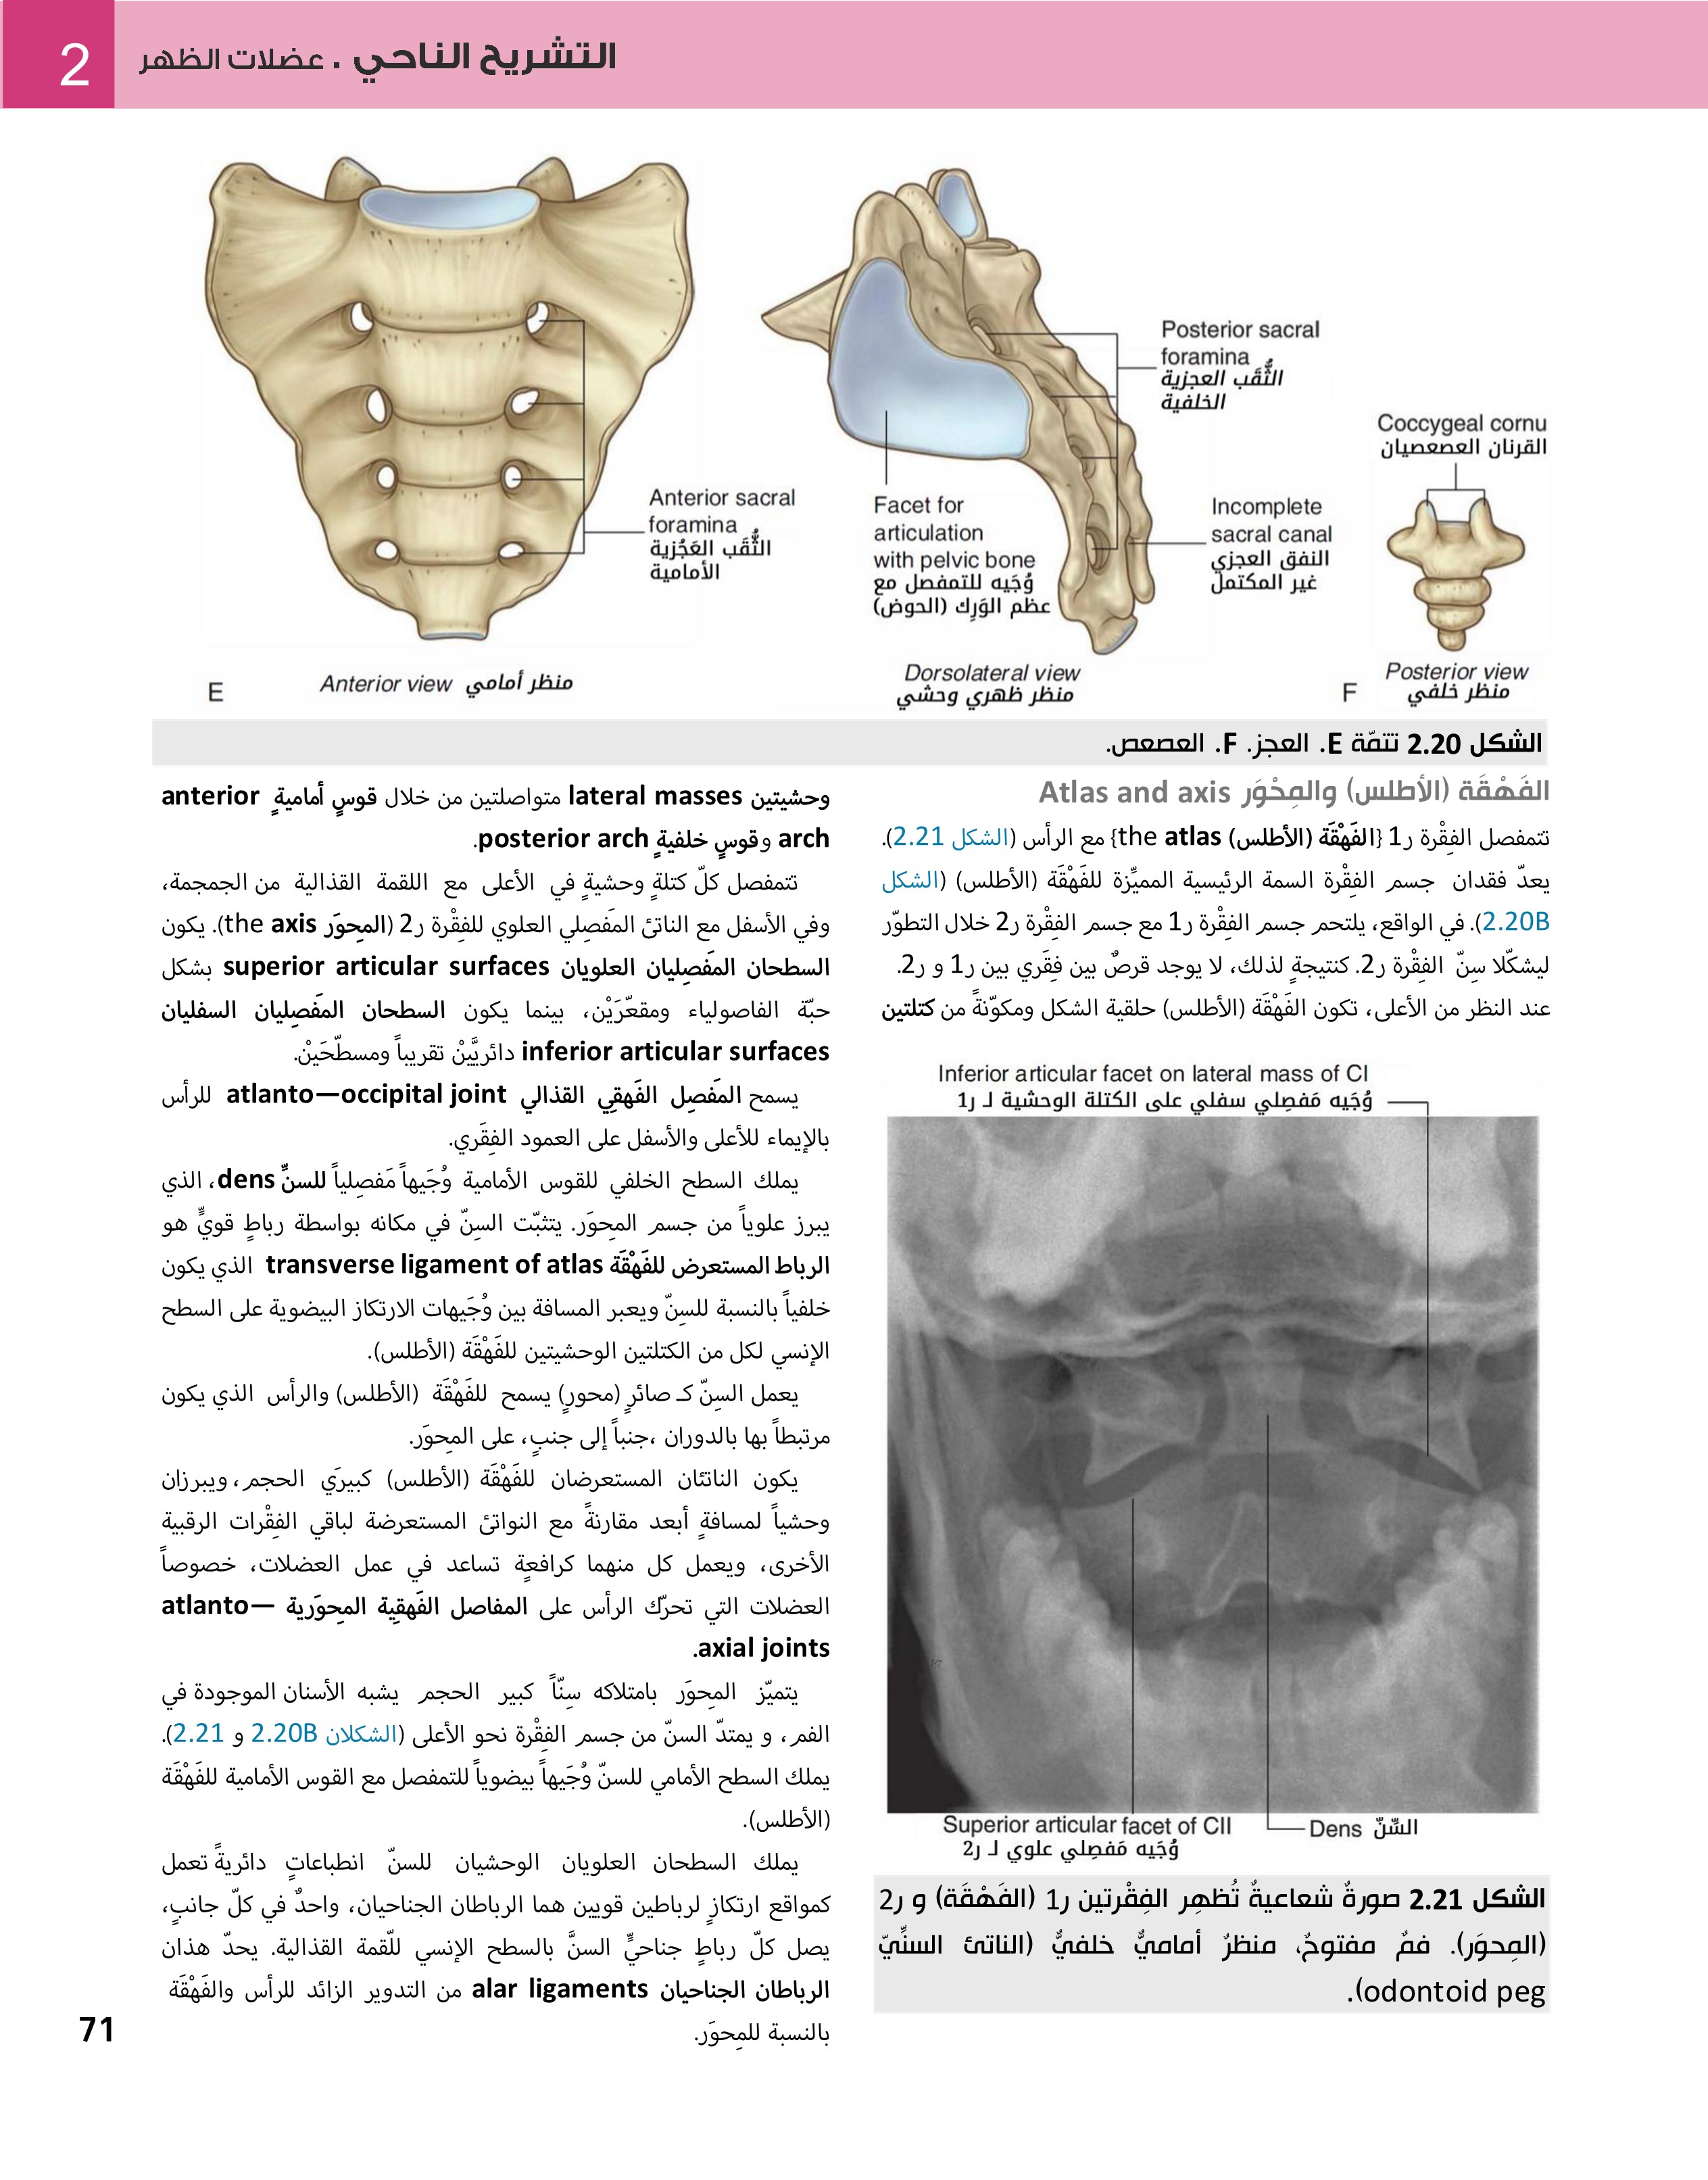 2
التشريح الناحي . عضلات الظهر
Anterior sacral
foramina
الثُّقَب العَجُزية
الأمامية
E
Anterior view منظر أمامي
Posterior sacral
foramina
الثُّقَب العجزية
الخلفية
Facet for
articulation
with pelvic bone
وُجَيه للتمفصل مع
عظم الوَرِك (الحوض)
Incomplete
sacral canal
النفق العجزي
غير المكتمل
Dorsolateral view
منظر ظهري وحشي
Coccygeal cornu
القرنان العصعصيان
F
Posterior view
منظر خلفي
الشكل 2.20 تتمّة E. العجز. F. العصعص.
الفَهْقَة (الأطلس) والمِحْوَر Atlas and axis
تتمفصل الفِقْرة ر1 {الفَهْقَة (الأطلس) the atlas} مع الرأس (الشكل 2.21).
يعدّ فقدان جسم الفِقْرة السمة الرئيسية المميِّزة للفَهْقَة (الأطلس) (الشكل
2.20B). في الواقع، يلتحم جسم الفِقْرة ر1 مع جسم الفِقْرة ر2 خلال التطوّر
ليشكّلا سِنّ الفِقْرة ر2. كنتيجةٍ لذلك، لا يوجد قرصٌ بين فِقَري بين ر1 و ر2.
عند النظر من الأعلى، تكون الفَهْقَة (الأطلس) حلقية الشكل ومكوّنةً من كتلتين
Inferior articular facet on lateral mass of CI
وُجَيه مَفصِلي سفلي على الكتلة الوحشية لـ ر1
Superior articular facet of CII
وُجَيه مَفصِلي علوي لـ ر2
Dens السِّنّ
الشكل 2.21 صورةٌ شعاعيةٌ تُظهِر الفِقْرتين ر1 (الفَهْقَة) و ر2
(المِحوَر). فمٌ مفتوحٌ، منظرٌ أماميٌّ خلفيٌّ (الناتئ السنِّيّ
odontoid peg).
وحشيتين lateral masses متواصلتين من خلال قوسٍ أماميةٍ anterior
arch وقوسٍ خلفيةٍ posterior arch.
تتمفصل كلّ كتلةٍ وحشيةٍ في الأعلى مع اللقمة القذالية من الجمجمة،
وفي الأسفل مع الناتئ المَفصِلي العلوي للفِقْرة ر2 (المِحوَر the axis). يكون
السطحان المَفصِليان العلويان superior articular surfaces بشكل
حبّة الفاصولياء ومقعّرَيْن، بينما يكون السطحان المَفصِليان السفليان
inferior articular surfaces دائريَّيْن تقريباً ومسطّحَيْن.
يسمح المَفصِل الفَهقِي القذالي atlanto—occipital joint للرأس
بالإيماء للأعلى والأسفل على العمود الفِقَري.
يملك السطح الخلفي للقوس الأمامية وُجَيهاً مَفصِلياً للسنٍّ dens، الذي
يبرز علوياً من جسم المِحوَر. يتثبّت السِنّ في مكانه بواسطة رباطٍ قويٍّ هو
الرباط المستعرض للفَهْقَة transverse ligament of atlas الذي يكون
خلفياً بالنسبة للسِنّ ويعبر المسافة بين وُجَيهات الارتكاز البيضوية على السطح
الإنسي لكل من الكتلتين الوحشيتين للفَهْقَة (الأطلس).
يعمل السِنّ كـ صائرٍ (محورٍ) يسمح للفَهْقَة (الأطلس) والرأس الذي يكون
مرتبطاً بها بالدوران ،جنباً إلى جنبٍ، على المِحوَر.
يكون الناتئان المستعرضان للفَهْقَة (الأطلس) كبيرَي الحجم، ويبرزان
وحشياً لمسافةٍ أبعد مقارنةً مع النواتئ المستعرضة لباقي الفِقْرات الرقبية
الأخرى، ويعمل كل منهما كرافعةٍ تساعد في عمل العضلات، خصوصاً
العضلات التي تحرّك الرأس على المفاصل الفَهقِية المِحوَرية atlanto—
axial joints.
يتميّز المِحوَر بامتلاكه سِنّاً كبير الحجم يشبه الأسنان الموجودة في
الفم، و يمتدّ السنّ من جسم الفِقْرة نحو الأعلى (الشكلان 2.20B و 2.21).
يملك السطح الأمامي للسنّ وُجَيهاً بيضوياً للتمفصل مع القوس الأمامية للفَهْقَة
(الأطلس).
يملك السطحان العلويان الوحشيان للسنّ انطباعاتٍ دائريةً تعمل
كمواقع ارتكازٍ لرباطين قويين هما الرباطان الجناحيان، واحدٌ في كلّ جانبٍ،
يصل كلّ رباطٍ جناحيٍّ السنَّ بالسطح الإنسي للّقمة القذالية. يحدّ هذان
الرباطان الجناحيان alar ligaments من التدوير الزائد للرأس والفَهْقَة
بالنسبة للمِحوَر.
71